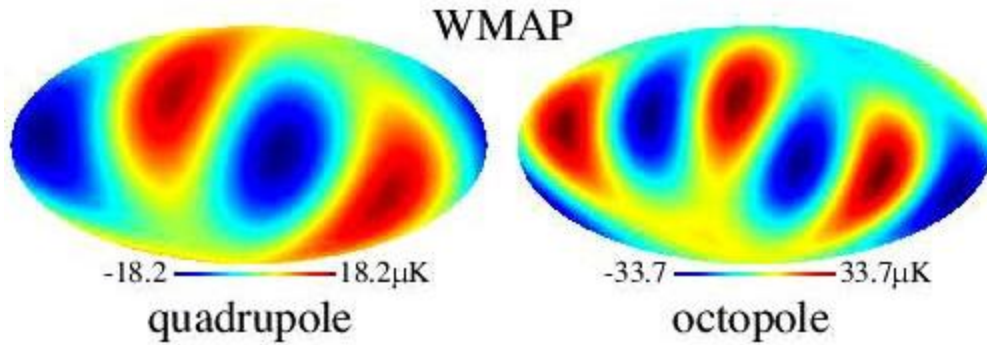 WMAP
-18.2 18.2μK
-33.7 33.7μK
quadrupole
octopole